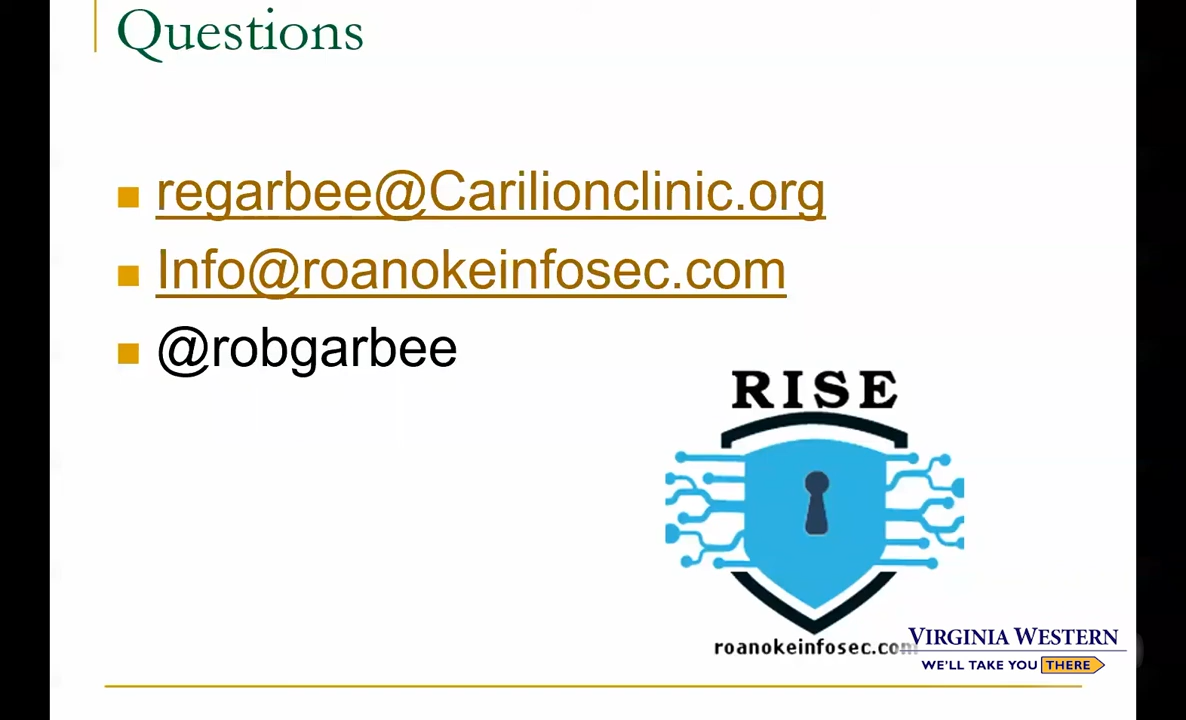 Questions
regarbee@Carilionclinic.org
Info@roanokeinfosec.com
@robgarbee
RISE
roanokeinfosec.com
VIRGINIA WESTERN
WE'LL TAKE YOU THERE